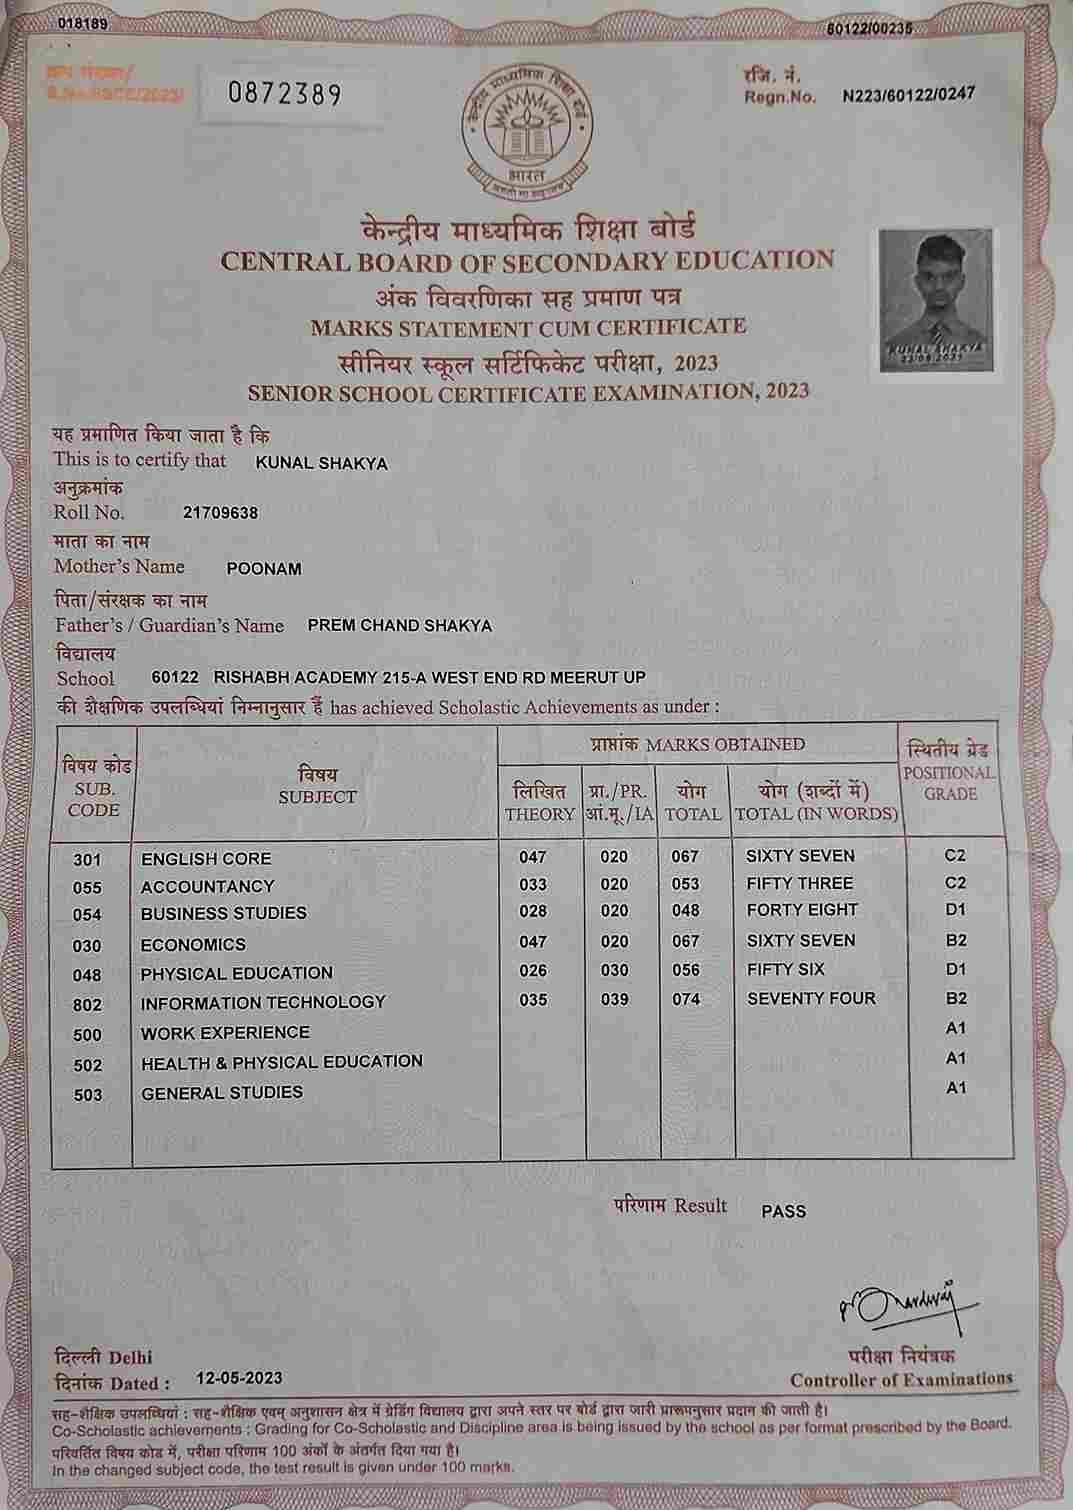 018189
60122/00235
क्रम संख्या/
S.No.SSCE/2023/
0872389
रजि. नं.
Regn.No. N223/60122/0247
केन्द्रीय माध्यमिक शिक्षा बोर्ड
भारत
असतो मा सद् गमय
केन्द्रीय माध्यमिक शिक्षा बोर्ड
CENTRAL BOARD OF SECONDARY EDUCATION
अंक विवरणिका सह प्रमाण पत्र
MARKS STATEMENT CUM CERTIFICATE
सीनियर स्कूल सर्टिफिकेट परीक्षा, 2023
SENIOR SCHOOL CERTIFICATE EXAMINATION, 2023
KUNAL SHAKYA
यह प्रमाणित किया जाता है कि
This is to certify that KUNAL SHAKYA
अनुक्रमांक
Roll No. 21709638
माता का नाम
Mother's Name POONAM
पिता/संरक्षक का नाम
Father's / Guardian's Name PREM CHAND SHAKYA
विद्यालय
School 60122 RISHABH ACADEMY 215-A WEST END RD MEERUT UP
की शैक्षणिक उपलब्धियां निम्नानुसार हैं has achieved Scholastic Achievements as under :
विषय कोड
SUB.
CODE
विषय
SUBJECT
प्राप्तांक MARKS OBTAINED
लिखित
THEORY
प्रा./PR.
आं.मू./IA
योग
TOTAL
योग (शब्दों में)
TOTAL (IN WORDS)
स्थितीय ग्रेड
POSITIONAL
GRADE
301 ENGLISH CORE 047 020 067 SIXTY SEVEN C2
055 ACCOUNTANCY 033 020 053 FIFTY THREE C2
054 BUSINESS STUDIES 028 020 048 FORTY EIGHT D1
030 ECONOMICS 047 020 067 SIXTY SEVEN B2
048 PHYSICAL EDUCATION 026 030 056 FIFTY SIX D1
802 INFORMATION TECHNOLOGY 035 039 074 SEVENTY FOUR B2
500 WORK EXPERIENCE A1
502 HEALTH & PHYSICAL EDUCATION A1
503 GENERAL STUDIES A1
परिणाम Result PASS
दिल्ली Delhi
दिनांक Dated : 12-05-2023
परीक्षा नियंत्रक
Controller of Examinations
सह-शैक्षिक उपलब्धियां : सह-शैक्षिक एवम् अनुशासन क्षेत्र में ग्रेडिंग विद्यालय द्वारा अपने स्तर पर बोर्ड द्वारा जारी प्रारूपनुसार प्रदान की जाती है।
Co-Scholastic achievements : Grading for Co-Scholastic and Discipline area is being issued by the school as per format prescribed by the Board.
परिवर्तित विषय कोड में, परीक्षा परिणाम 100 अंकों के अंतर्गत दिया गया है।
In the changed subject code, the test result is given under 100 marks.